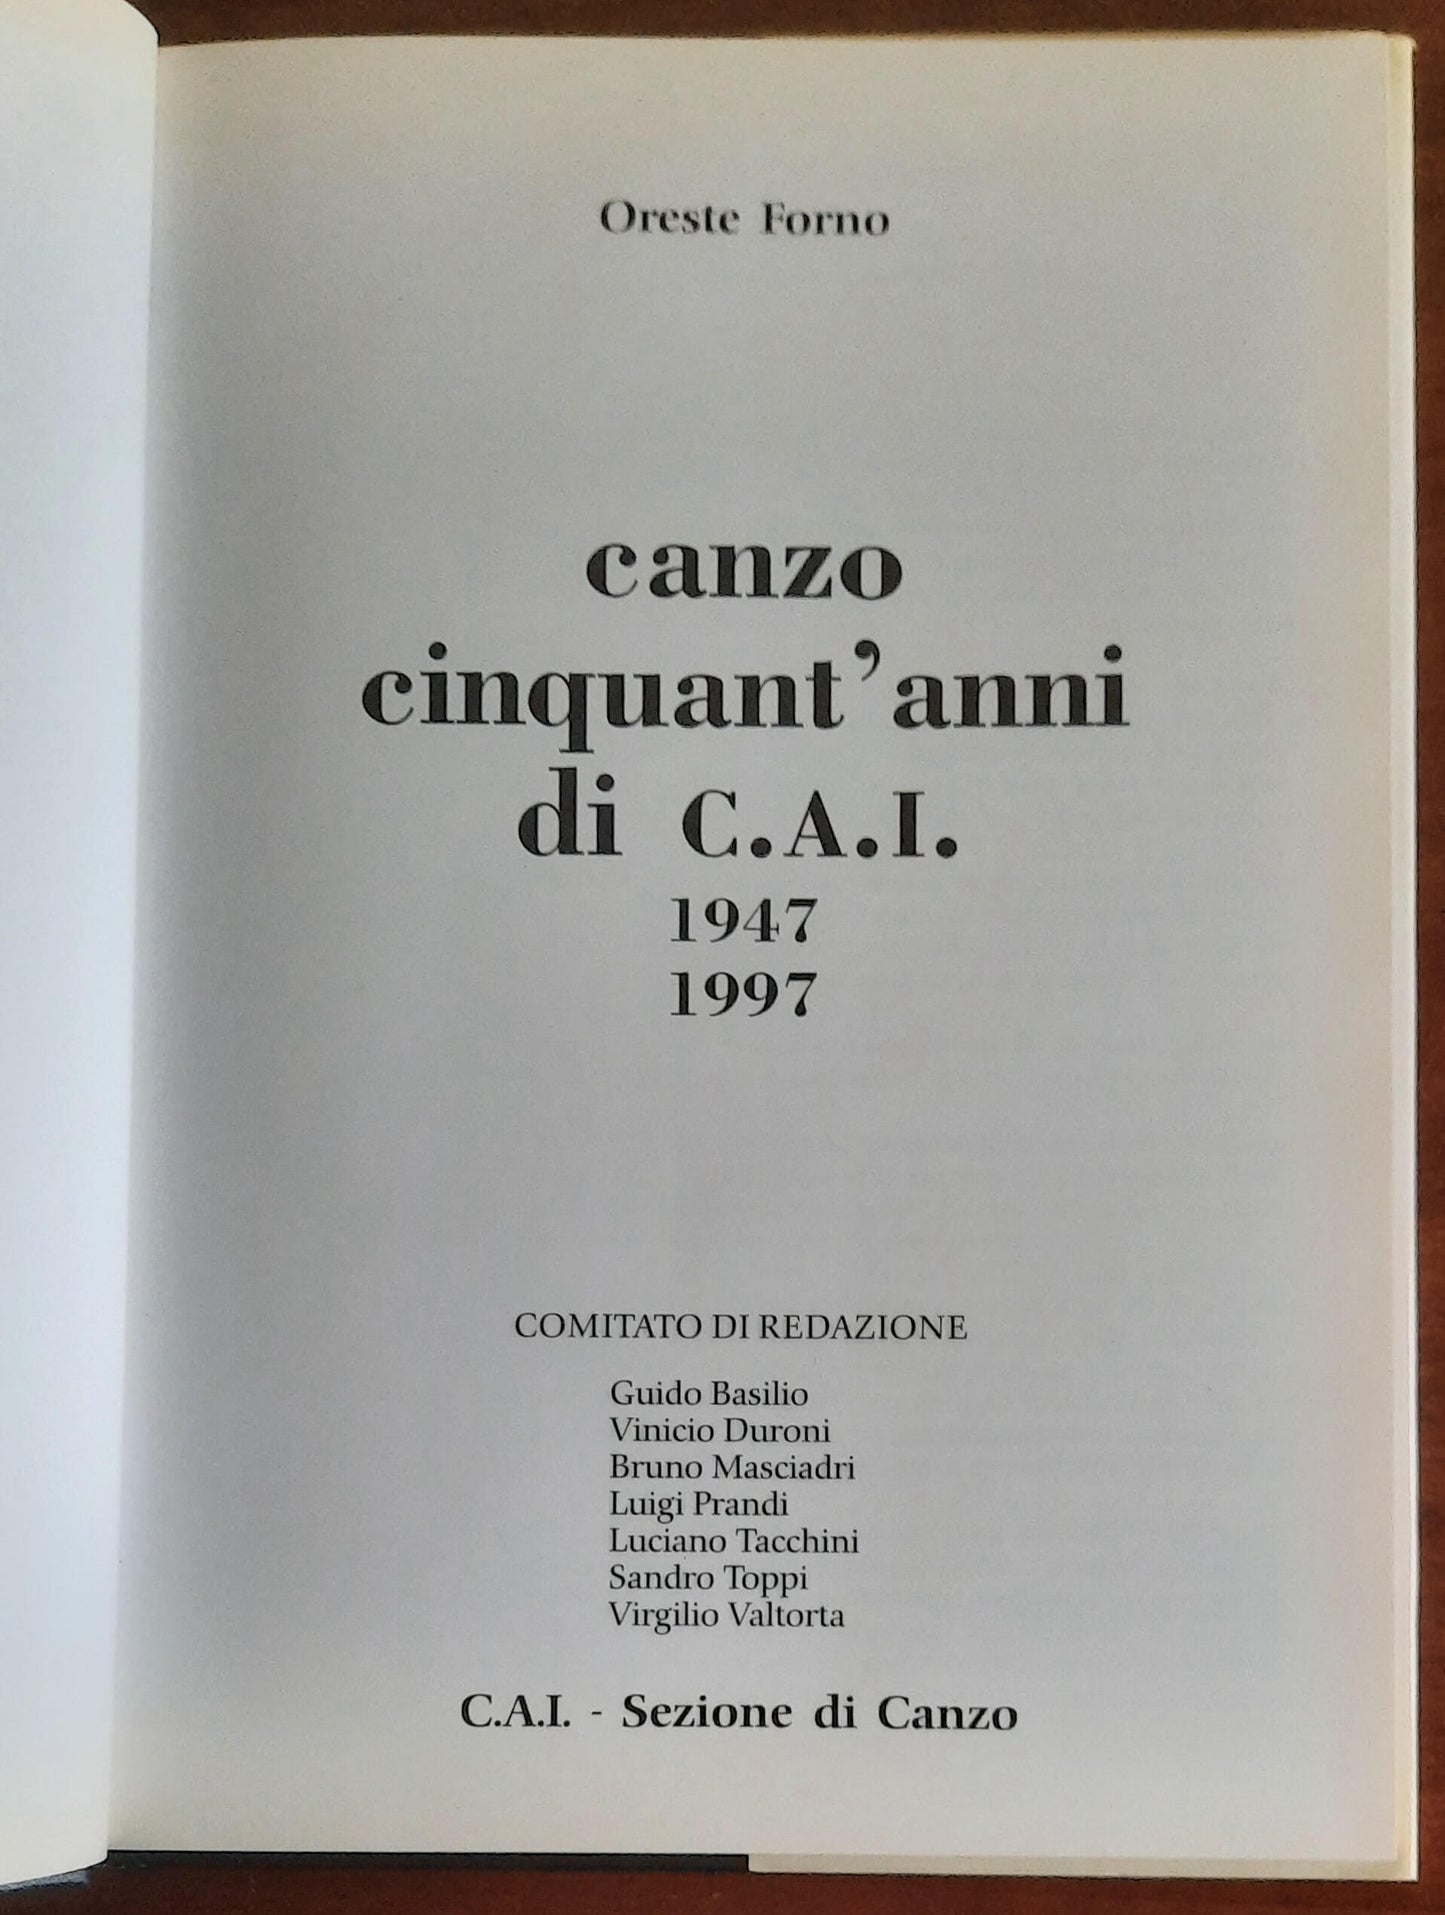 Oreste Forno
canzo
cinquant'anni
di C.A.I.
1947
1997
COMITATO DI REDAZIONE
Guido Basilio
Vinicio Duroni
Bruno Masciadri
Luigi Prandi
Luciano Tacchini
Sandro Toppi
Virgilio Valtorta
C.A.I. - Sezione di Canzo